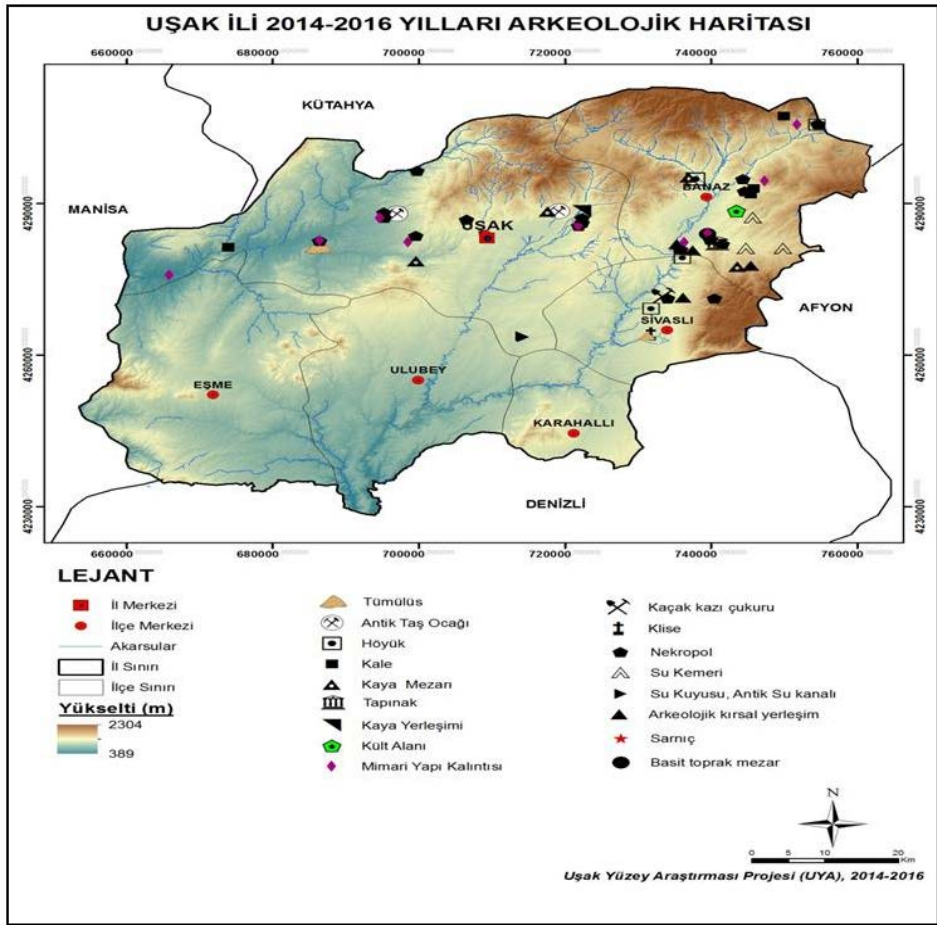 UŞAK İLİ 2014-2016 YILLARI ARKEOLOJİK HARİTASI
660000 680000 700000 720000 740000 760000
KÜTAHYA
MANİSA
BANAZ
4290000 4290000
UŞAK
AFYON
SİVASLI
4260000 4260000
ULUBEY
EŞME
KARAHALLI
DENİZLİ
4230000 4230000
660000 680000 700000 720000 740000 760000
LEJANT
İl Merkezi
İlçe Merkezi
Akarsular
İl Sınırı
İlçe Sınırı
Yükselti (m)
2304
389
Tümülüs
Antik Taş Ocağı
Höyük
Kale
Kaya Mezarı
Tapınak
Kaya Yerleşimi
Kült Alanı
Mimari Yapı Kalıntısı
Kaçak kazı çukuru
Klise
Nekropol
Su Kemeri
Su Kuyusu, Antik Su kanalı
Arkeolojik kırsal yerleşim
Sarnıç
Basit toprak mezar
N
0 5 10 20
Km
Uşak Yüzey Araştırması Projesi (UYA), 2014-2016